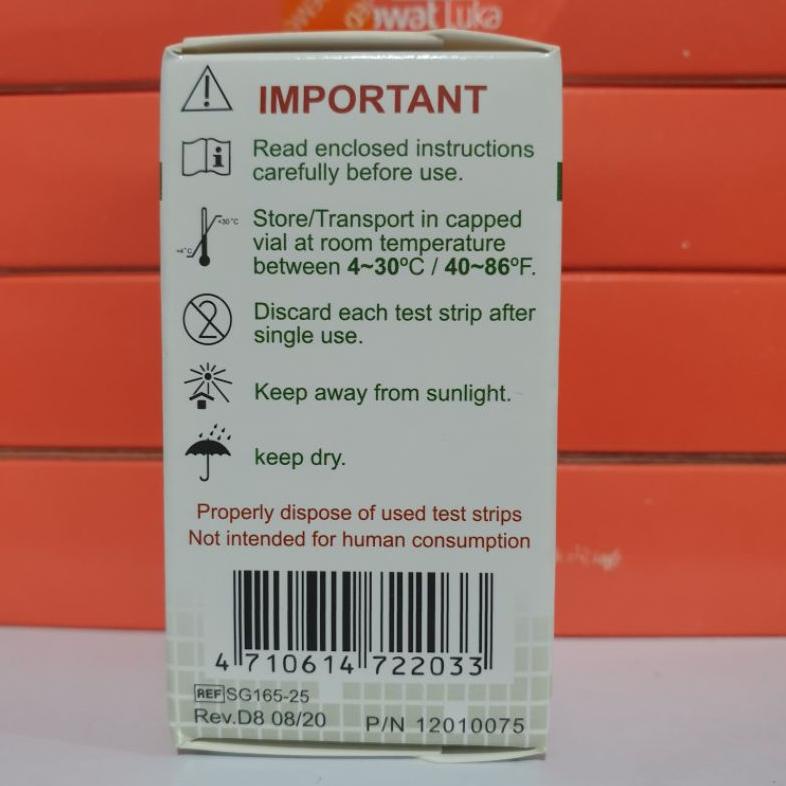 Luka
IMPORTANT
Read enclosed instructions
carefully before use.
+30°C
+4°C
Store/Transport in capped
vial at room temperature
between 4~30°C / 40~86°F.
2
Discard each test strip after
single use.
Keep away from sunlight.
keep dry.
Properly dispose of used test strips
Not intended for human consumption
4 710614 722033
REF SG165-25
Rev.D8 08/20 P/N 12010075